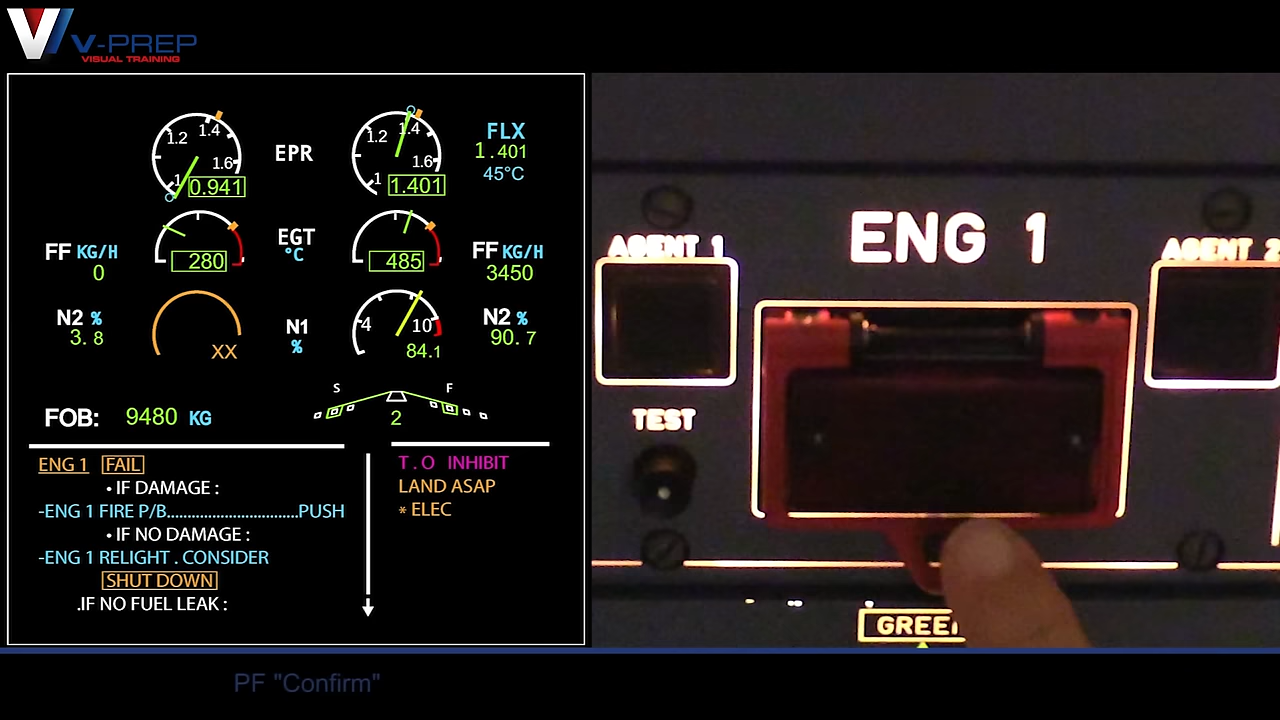 V-PREP
VISUAL TRAINING
1.2 1.4 1.6 1
0.941
EPR
1.2 1.4 1.6 1
1.401
FLX
1.401
45°C
FF KG/H
0
280
EGT
°C
485
FF KG/H
3450
N2 %
3.8
XX
N1
%
4 10
84.1
N2 %
90.7
FOB: 9480 KG
S F
2
ENG 1 FAIL
• IF DAMAGE :
-ENG 1 FIRE P/B..............................PUSH
• IF NO DAMAGE :
-ENG 1 RELIGHT . CONSIDER
SHUT DOWN
.IF NO FUEL LEAK :
T.O INHIBIT
LAND ASAP
* ELEC
ENG 1
AGENT 1
AGENT 2
TEST
PF "Confirm"